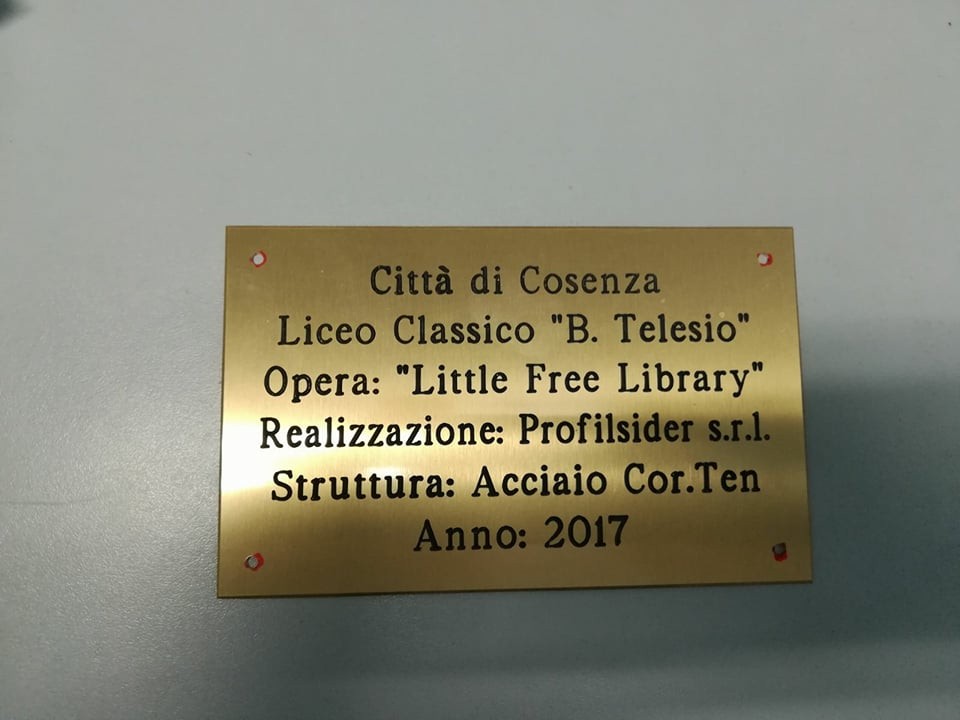 Città di Cosenza
Liceo Classico "B. Telesio"
Opera: "Little Free Library"
Realizzazione: Profilsider s.r.l.
Struttura: Acciaio Cor.Ten
Anno: 2017